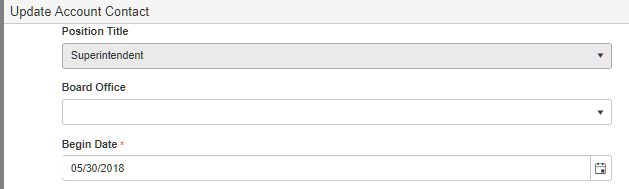 Update Account Contact
Position Title
Superintendent
Board Office
Begin Date *
05/30/2018